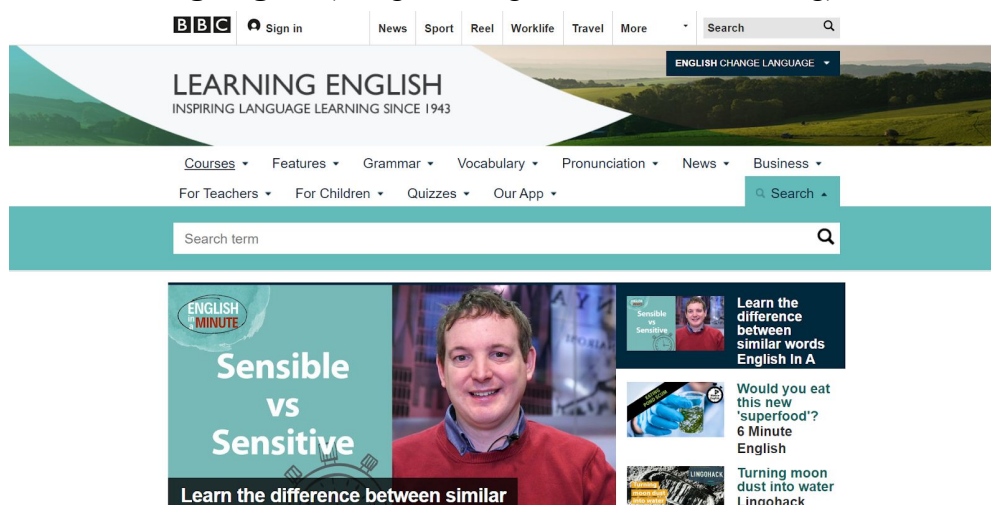 BBC Sign in News Sport Reel Worklife Travel More Search
ENGLISH CHANGE LANGUAGE
LEARNING ENGLISH
INSPIRING LANGUAGE LEARNING SINCE 1943
Courses Features Grammar Vocabulary Pronunciation News Business
For Teachers For Children Quizzes Our App Search
Search term
ENGLISH
in a
MINUTE
Sensible
vs
Sensitive
Learn the difference between similar
Sensible
vs
Sensitive
Learn the
difference
between
similar words
English In A
EATING
POND SCUM
Would you eat
this new
'superfood'?
6 Minute
English
LINGOHACK
Turning
moon dust
into water
Turning moon
dust into water
Lingohack